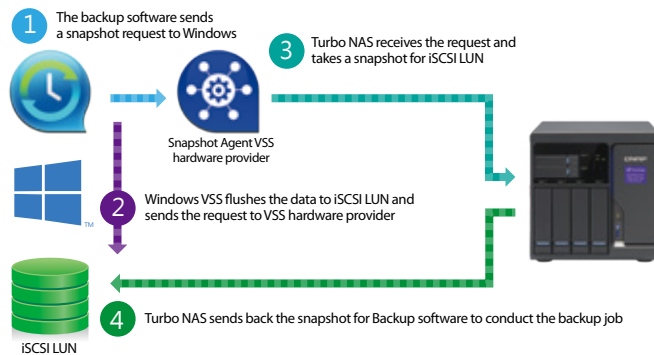 1
The backup software sends
a snapshot request to Windows
3
Turbo NAS receives the request and
takes a snapshot for iSCSI LUN
Snapshot Agent VSS
hardware provider
QNAP
TM
2
Windows VSS flushes the data to iSCSI LUN and
sends the request to VSS hardware provider
4
Turbo NAS sends back the snapshot for Backup software to conduct the backup job
iSCSI LUN